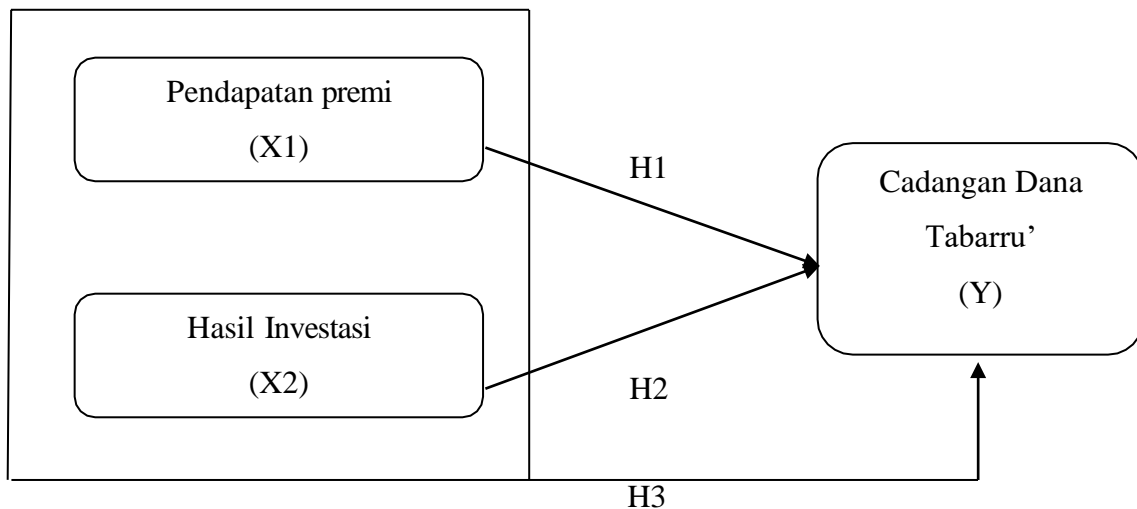 Pendapatan premi
(X1)
H1
Cadangan Dana
Tabarru’
(Y)
Hasil Investasi
(X2)
H2
H3